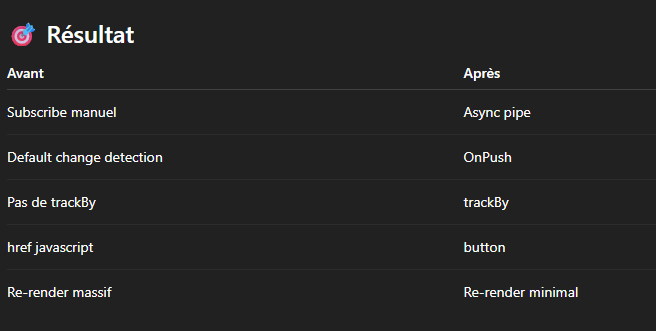 🎯 Résultat
Avant Après
Subscribe manuel Async pipe
Default change detection OnPush
Pas de trackBy trackBy
href javascript button
Re-render massif Re-render minimal